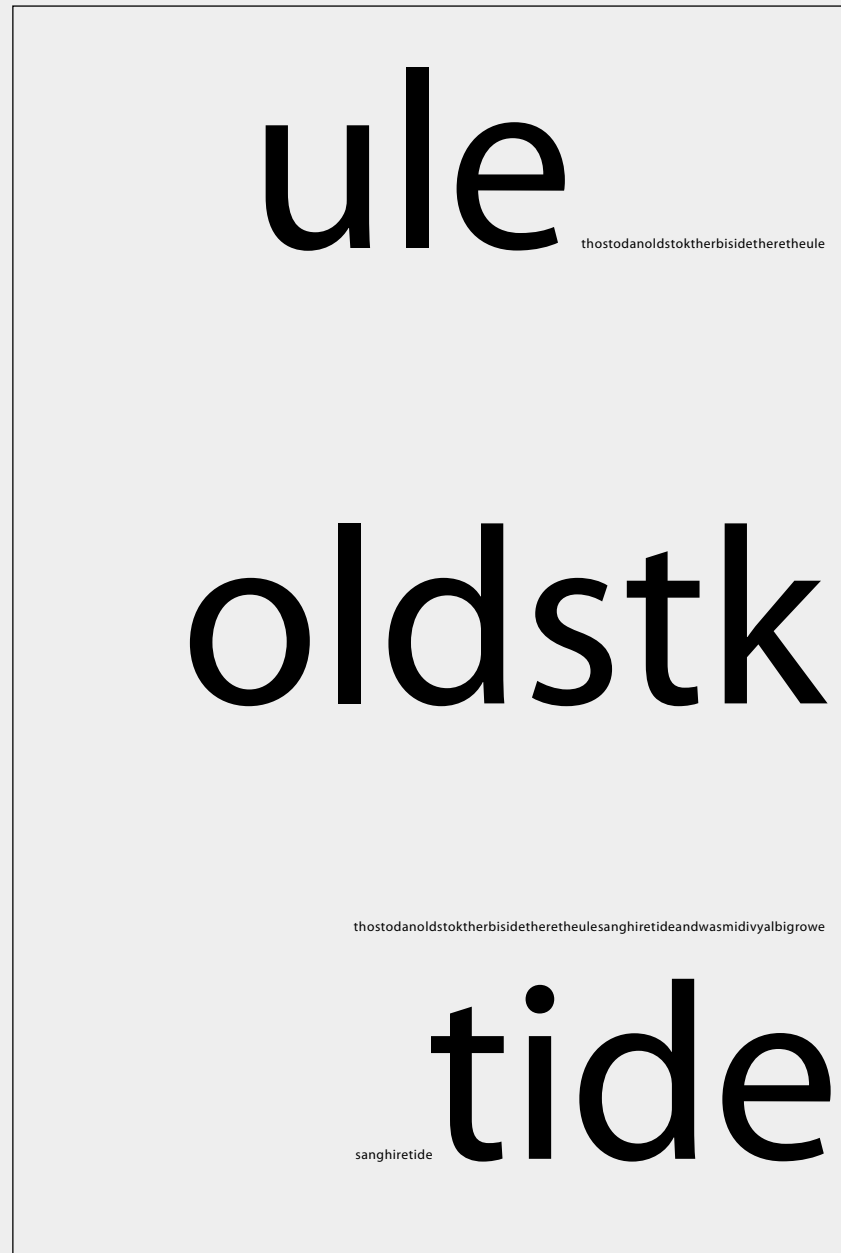 ule thostodanoldstoktherbisidetheretheule
oldstk
thostodanoldstoktherbisidetheretheulesanghiretideandwasmidivyalbigrowe
sanghiretide tide